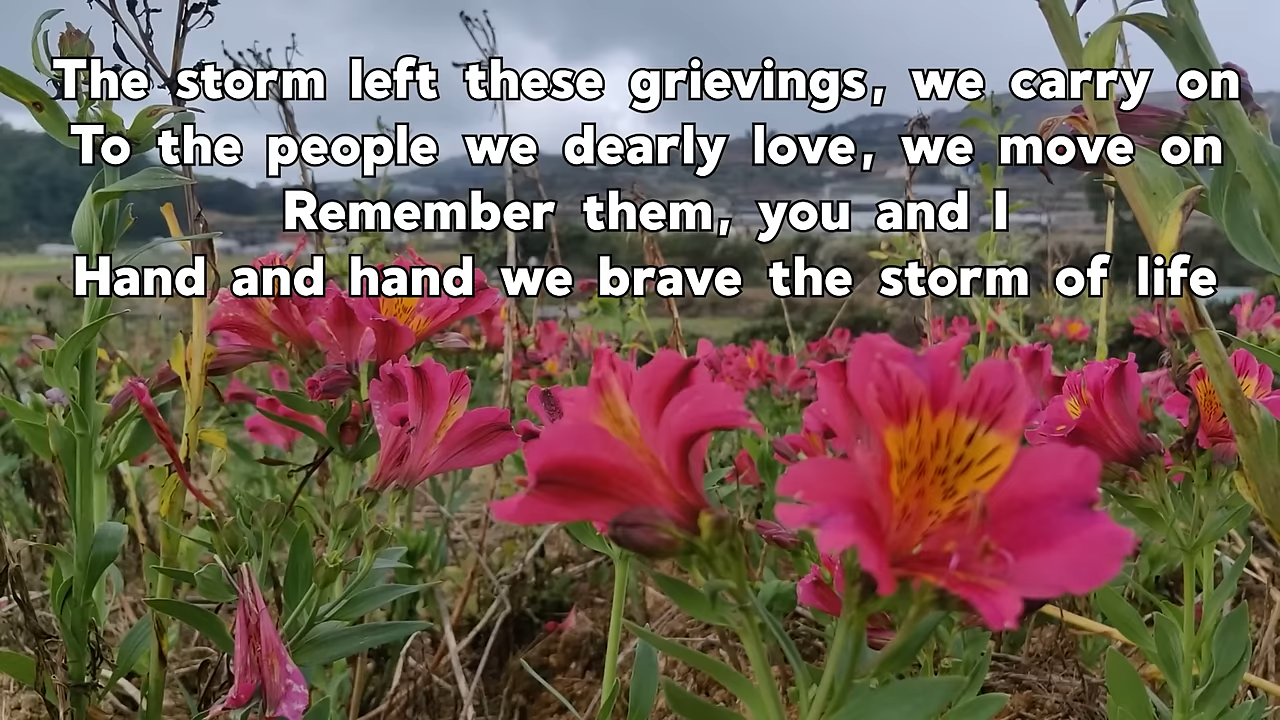 The storm left these grievings, we carry on
To the people we dearly love, we move on
Remember them, you and I
Hand and hand we brave the storm of life